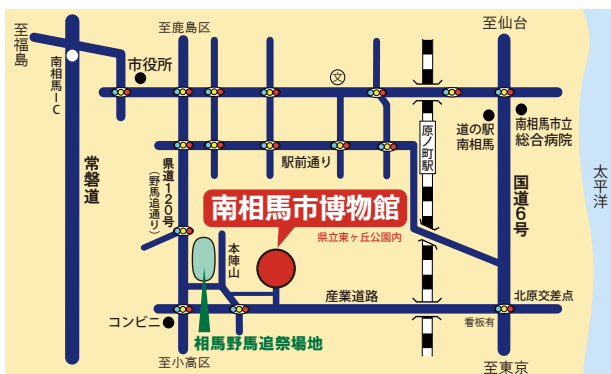 至福島
南相馬IC
常磐道
市役所
至鹿島区
文
至仙台
原ノ町駅
道の駅
南相馬
南相馬市立
総合病院
太平洋
駅前通り
県道120号
(野馬追通り)
南相馬市博物館
県立東ヶ丘公園内
本陣山
国道6号
産業道路
北原交差点
看板有
コンビニ
相馬野馬追祭場地
至小高区
至東京